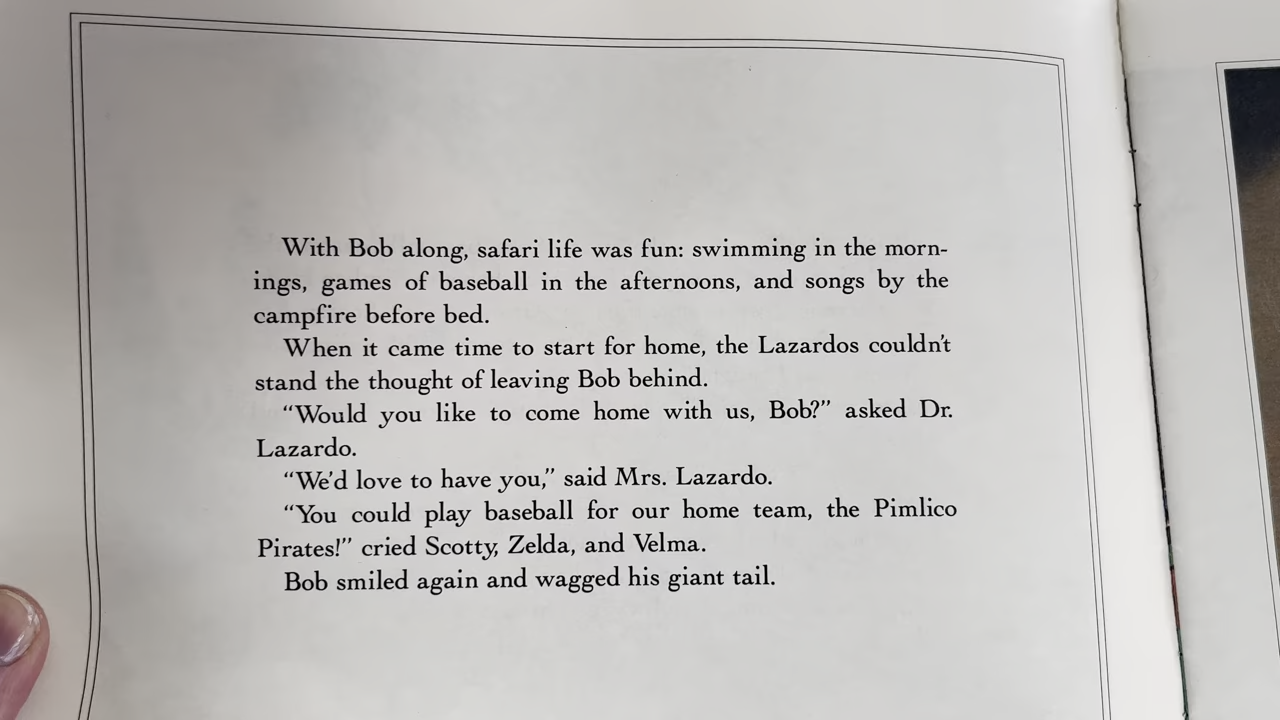 With Bob along, safari life was fun: swimming in the morn-
ings, games of baseball in the afternoons, and songs by the
campfire before bed.
When it came time to start for home, the Lazardos couldn't
stand the thought of leaving Bob behind.
“Would you like to come home with us, Bob?” asked Dr.
Lazardo.
“We'd love to have you,” said Mrs. Lazardo.
“You could play baseball for our home team, the Pimlico
Pirates!” cried Scotty, Zelda, and Velma.
Bob smiled again and wagged his giant tail.